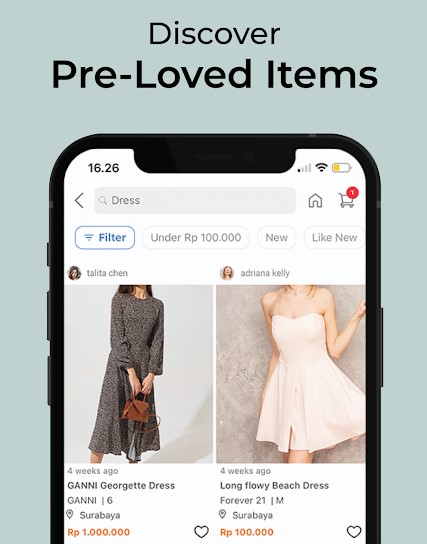 Discover
Pre-Loved Items
16.26
Dress
1
Filter
Under Rp 100.000
New
Like New
talita chen
adriana kelly
4 weeks ago
GANNI Georgette Dress
GANNI | 6
Surabaya
Rp 1.000.000
4 weeks ago
Long flowy Beach Dress
Forever 21 | M
Surabaya
Rp 100.000